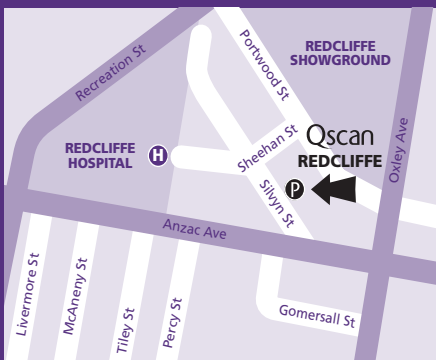 Recreation St
Portwood St
REDCLIFFE
SHOWGROUND
REDCLIFFE
HOSPITAL
H
Sheehan St
Qscan
REDCLIFFE
P
Oxley Ave
Silvyn St
Anzac Ave
Livermore St
McAneny St
Tiley St
Percy St
Gomersall St